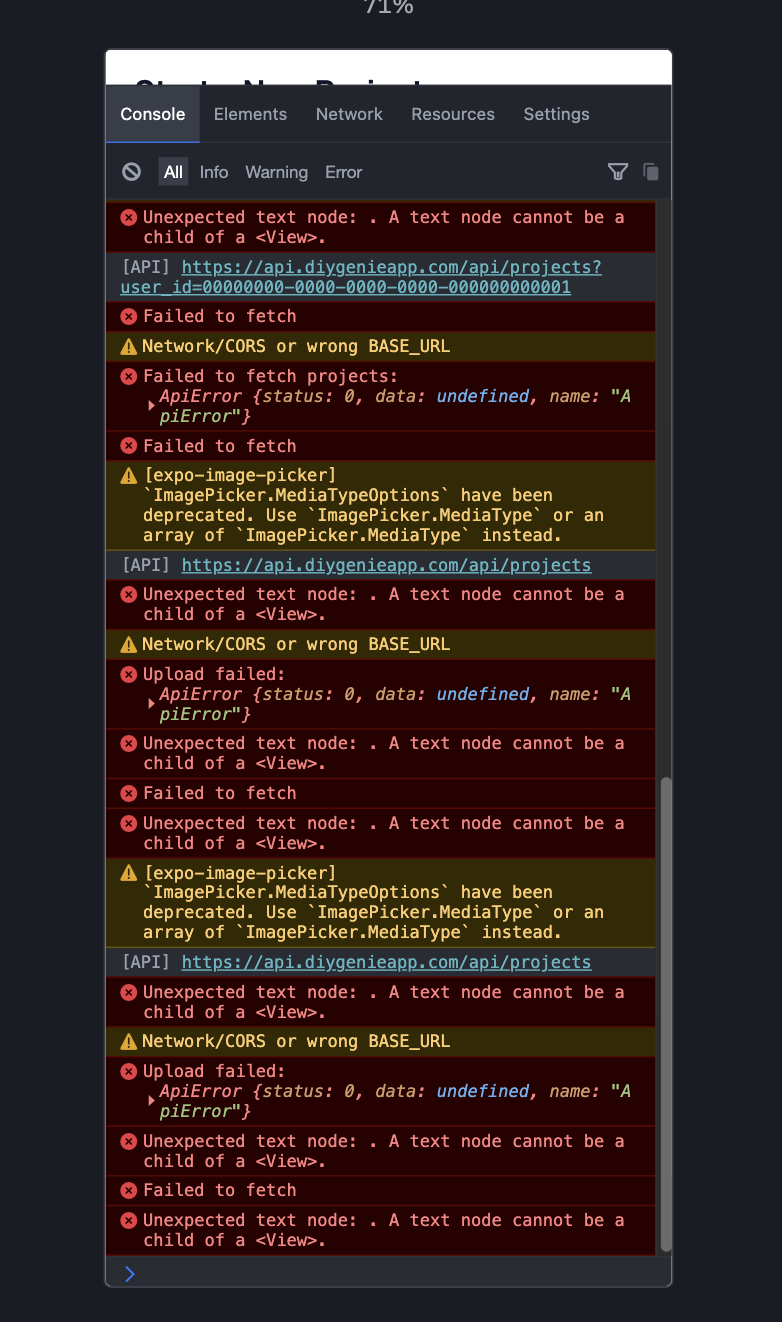 71%
Start a New Project
Console Elements Network Resources Settings
All Info Warning Error
Unexpected text node: . A text node cannot be a
child of a <View>.
[API] https://api.diygenieapp.com/api/projects?
user_id=00000000-0000-0000-0000-000000000001
Failed to fetch
Network/CORS or wrong BASE_URL
Failed to fetch projects:
ApiError {status: 0, data: undefined, name: "A
piError"}
Failed to fetch
[expo-image-picker]
`ImagePicker.MediaTypeOptions` have been
deprecated. Use `ImagePicker.MediaType` or an
array of `ImagePicker.MediaType` instead.
[API] https://api.diygenieapp.com/api/projects
Unexpected text node: . A text node cannot be a
child of a <View>.
Network/CORS or wrong BASE_URL
Upload failed:
ApiError {status: 0, data: undefined, name: "A
piError"}
Unexpected text node: . A text node cannot be a
child of a <View>.
Failed to fetch
Unexpected text node: . A text node cannot be a
child of a <View>.
[expo-image-picker]
`ImagePicker.MediaTypeOptions` have been
deprecated. Use `ImagePicker.MediaType` or an
array of `ImagePicker.MediaType` instead.
[API] https://api.diygenieapp.com/api/projects
Unexpected text node: . A text node cannot be a
child of a <View>.
Network/CORS or wrong BASE_URL
Upload failed:
ApiError {status: 0, data: undefined, name: "A
piError"}
Unexpected text node: . A text node cannot be a
child of a <View>.
Failed to fetch
Unexpected text node: . A text node cannot be a
child of a <View>.